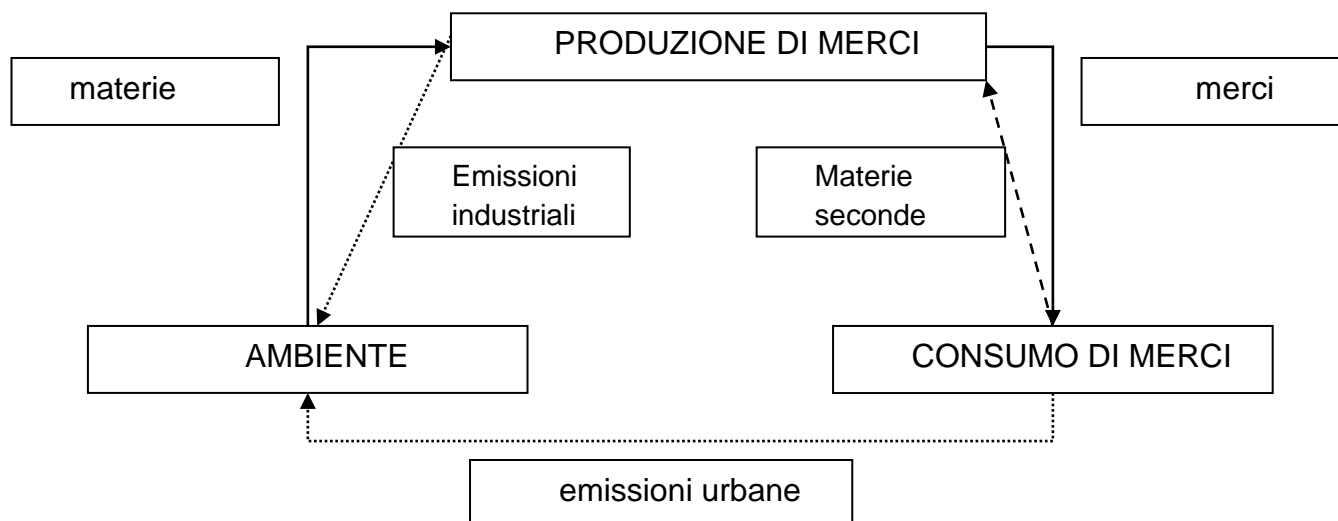 PRODUZIONE DI MERCI
materie
merci
Emissioni
industriali
Materie
seconde
AMBIENTE
CONSUMO DI MERCI
emissioni urbane